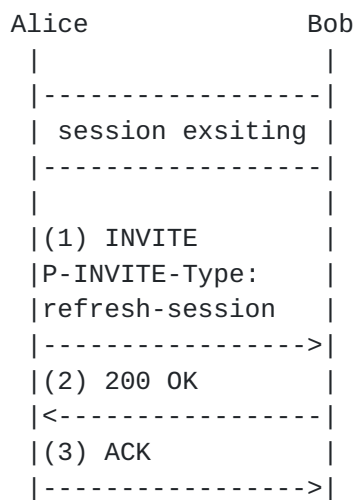 Alice Bob
session exsiting
(1) INVITE
P-INVITE-Type:
refresh-session
(2) 200 OK
(3) ACK